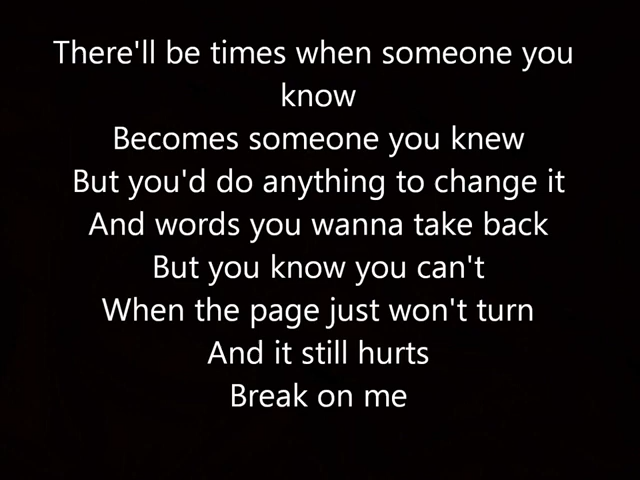 There'll be times when someone you
know
Becomes someone you knew
But you'd do anything to change it
And words you wanna take back
But you know you can't
When the page just won't turn
And it still hurts
Break on me